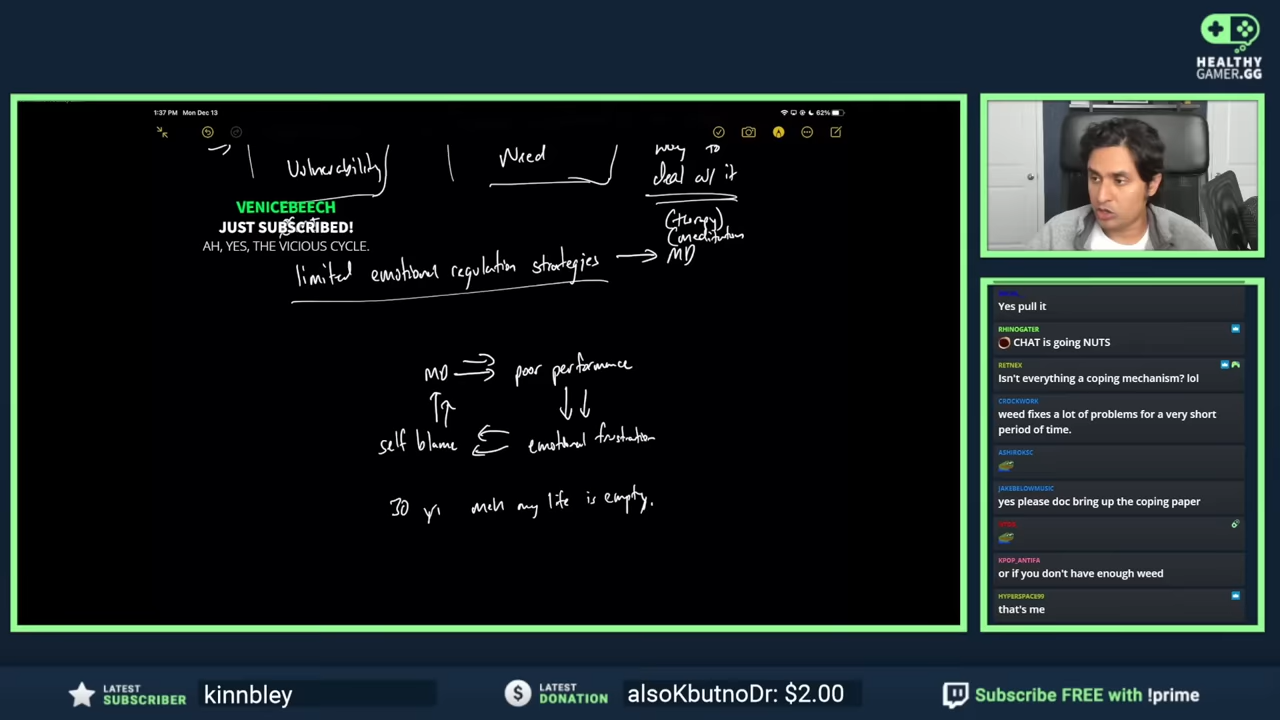 HEALTHY
GAMER.GG
1:37 PM Mon Dec 13
62%
way to
Vulnerability
Need
deal w/ it
VENICEBEECH
JUST SUBSCRIBED!
AH, YES, THE VICIOUS CYCLE.
(therapy)
(meditation
limited emotional regulation strategies → MD
MD poor performance
self blame emotional frustration
30 yrs meh my life is empty.
Yes pull it
RHINOGATER
CHAT is going NUTS
RETNEX
Isn't everything a coping mechanism? lol
CROCKWORK
weed fixes a lot of problems for a very short
period of time.
ASHIROKSC
JAKEBELOWMUSIC
yes please doc bring up the coping paper
KPOP_ANTIFA
or if you don't have enough weed
HYPERSPACE99
that's me
LATEST
SUBSCRIBER
kinnbley
LATEST
DONATION
alsoKbutnoDr: $2.00
Subscribe FREE with !prime